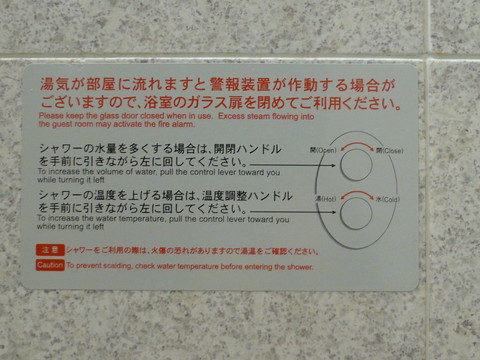 湯気が部屋に流れますと警報装置が作動する場合が
ございますので、浴室のガラス扉を閉めてご利用ください。
Please keep the glass door closed when in use. Excess steam flowing into
the guest room may activate the fire alarm.
シャワーの水量を多くする場合は、開閉ハンドル
を手前に引きながら左に回してください。
To increase the volume of water, pull the control lever toward you
while turning it left
開(Open)
閉(Close)
シャワーの温度を上げる場合は、温度調整ハンドル
を手前に引きながら左に回してください。
To increase the water temperature, pull the control lever toward you
while turning it left
湯(Hot)
水(Cold)
注意 シャワーをご利用の際は、火傷の恐れがありますので湯温をご確認ください。
Caution To prevent scalding, check water temperature before entering the shower.